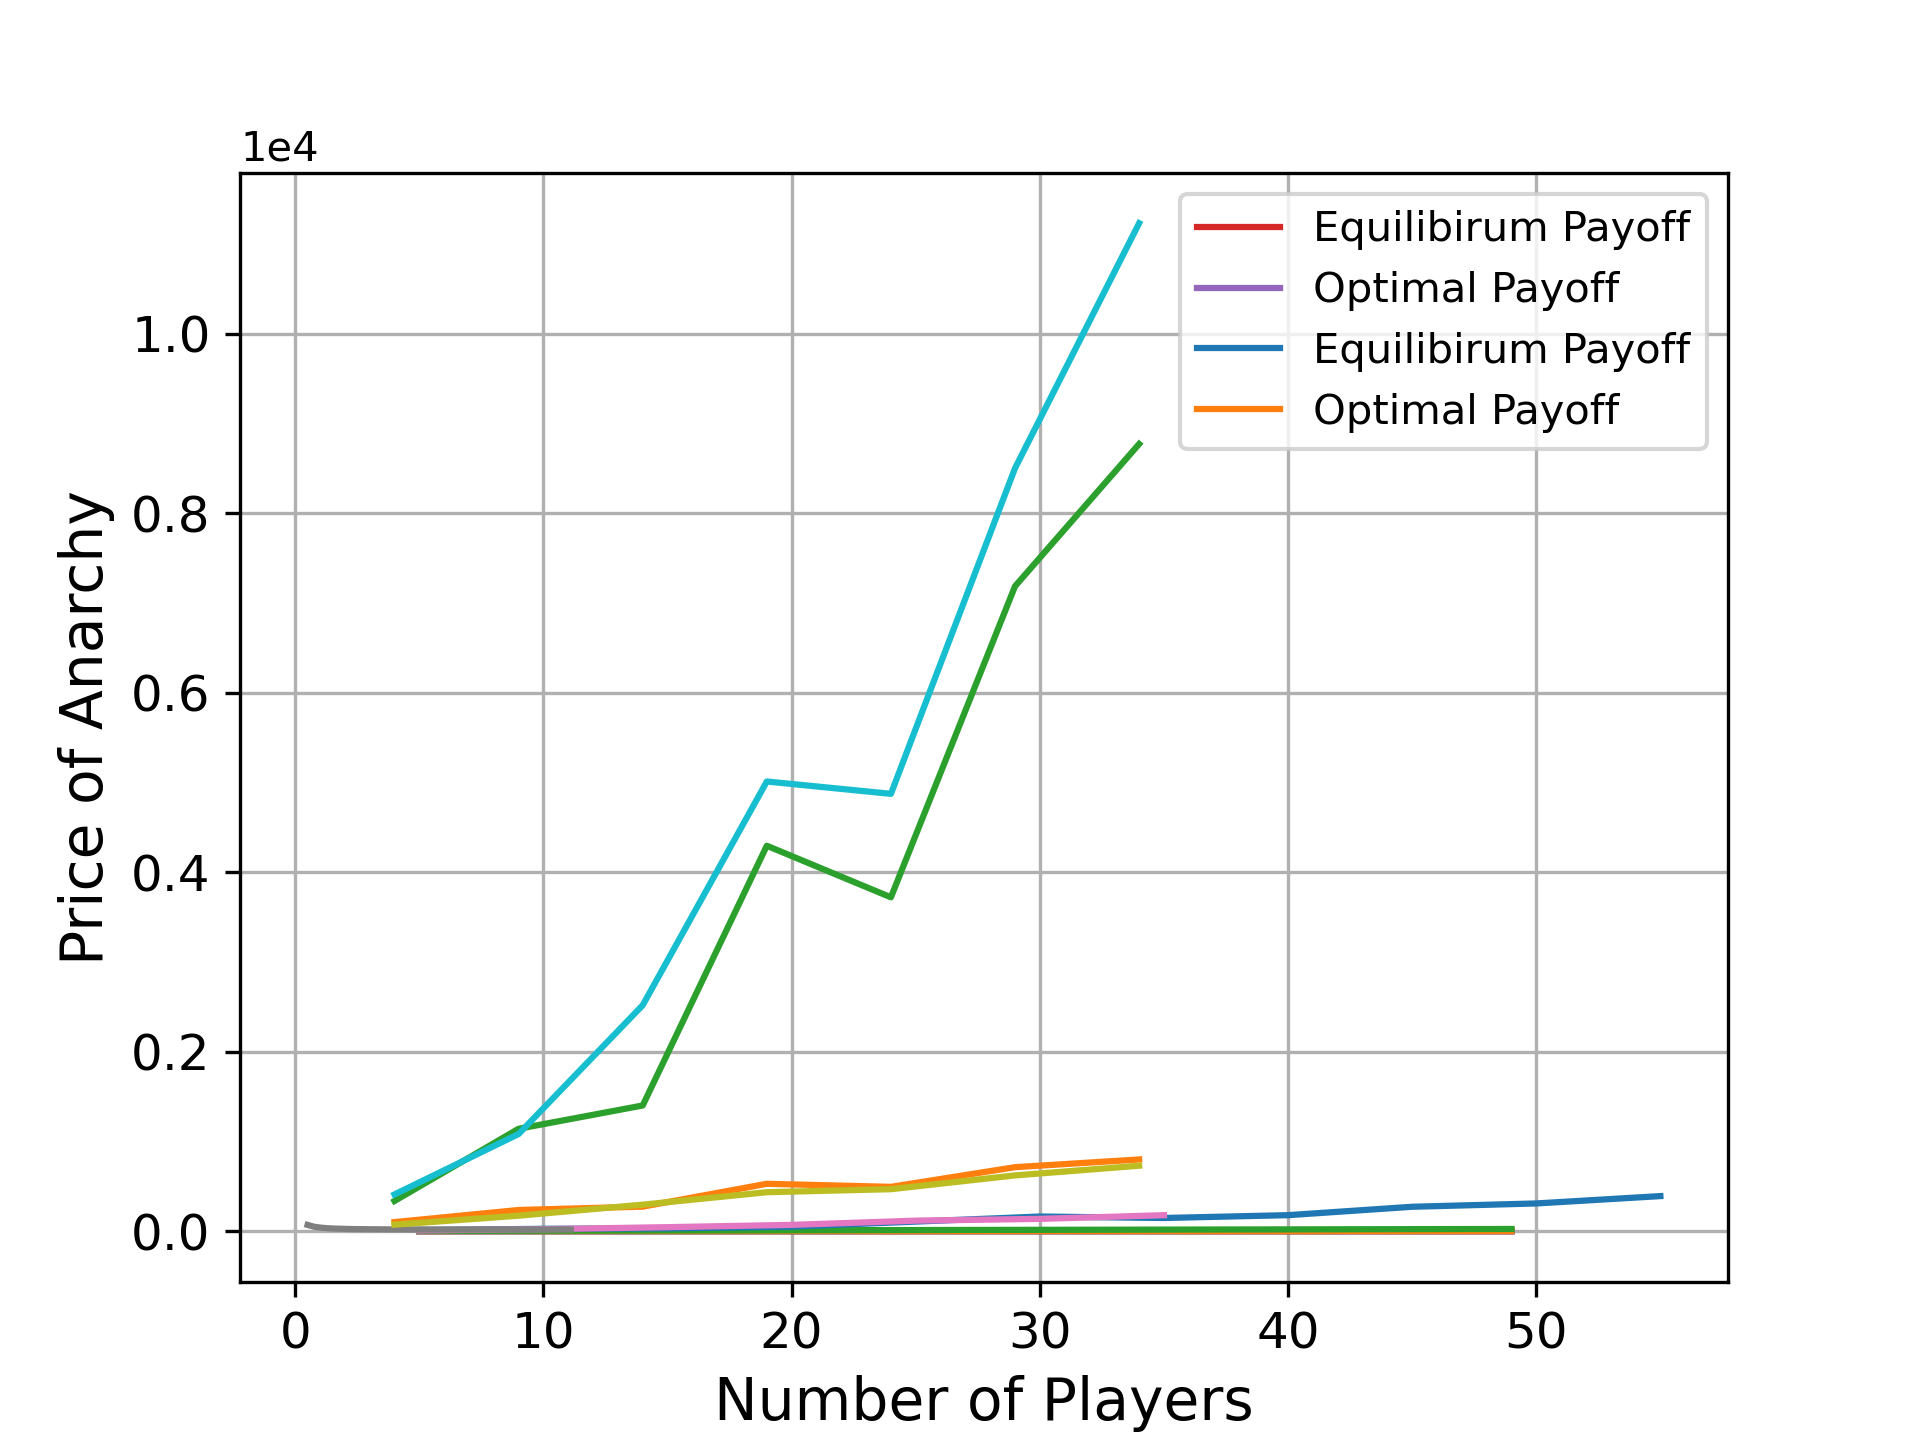 1e4
Equilibirum Payoff
Optimal Payoff
Equilibirum Payoff
Optimal Payoff
1.0
0.8
0.6
0.4
0.2
0.0
Price of Anarchy
0 10 20 30 40 50
Number of Players